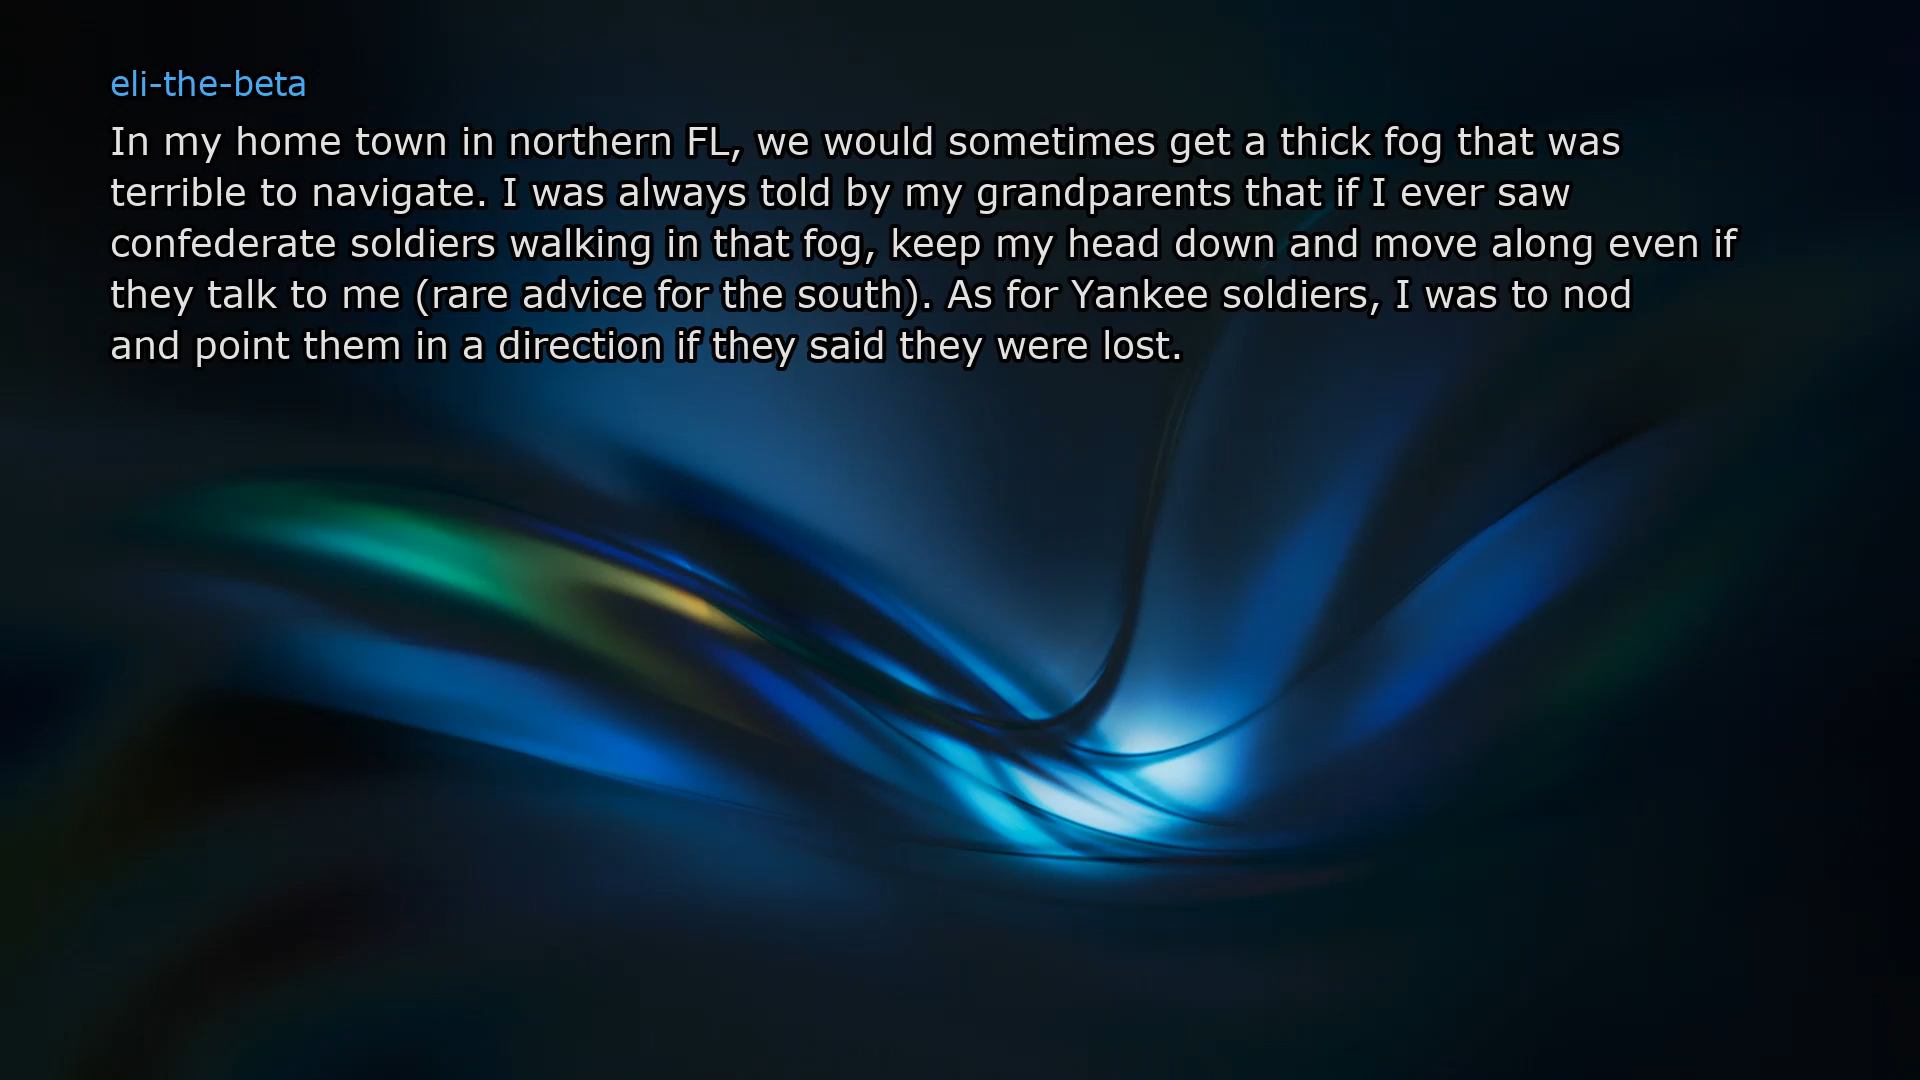 eli-the-beta
In my home town in northern FL, we would sometimes get a thick fog that was
terrible to navigate. I was always told by my grandparents that if I ever saw
confederate soldiers walking in that fog, keep my head down and move along even if
they talk to me (rare advice for the south). As for Yankee soldiers, I was to nod
and point them in a direction if they said they were lost.